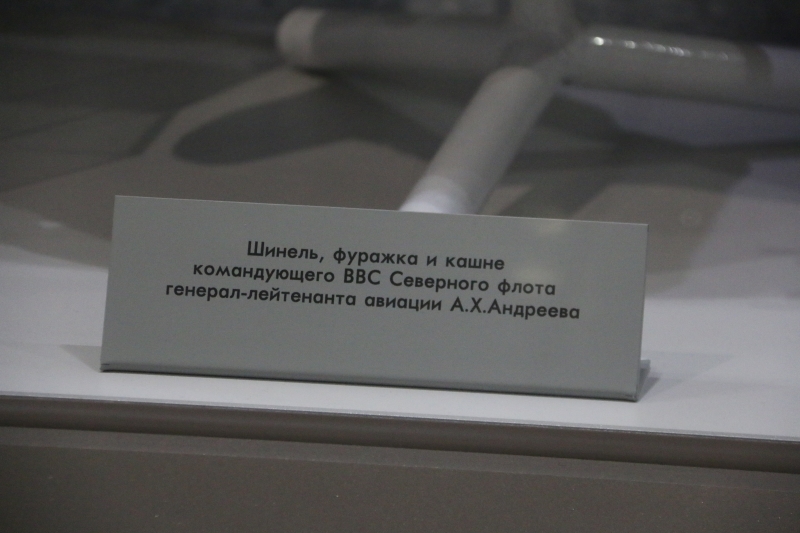 Шинель, фуражка и кашне
командующего ВВС Северного флота
генерал-лейтенанта авиации А.Х.Андреева